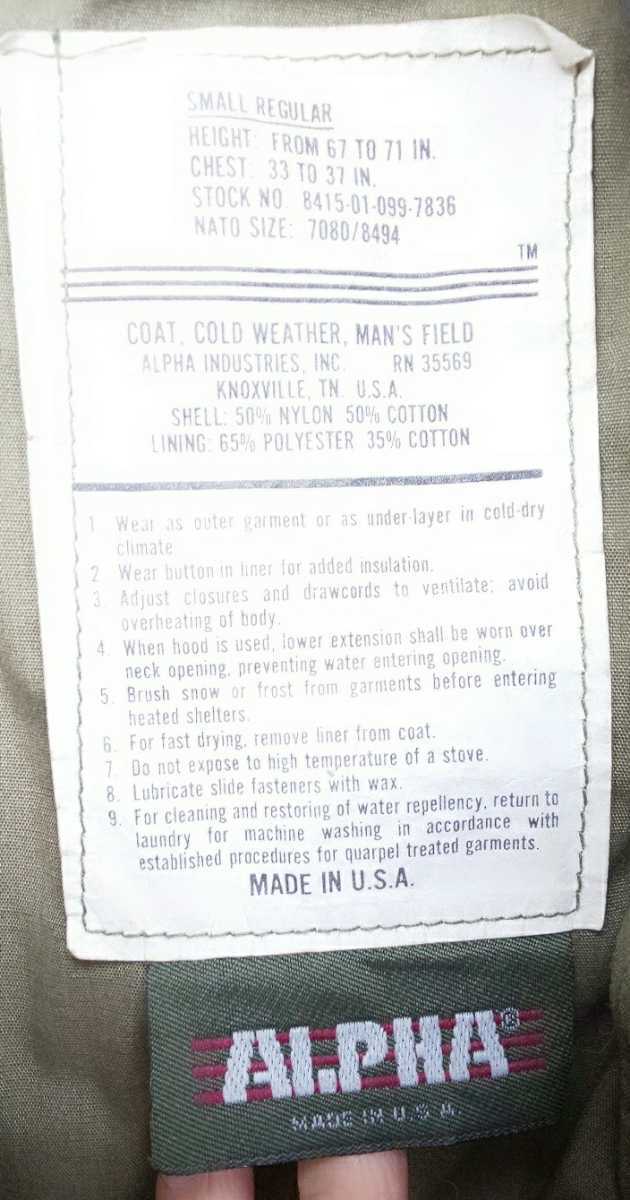 SMALL REGULAR
HEIGHT: FROM 67 TO 71 IN.
CHEST: 33 TO 37 IN.
STOCK NO. 8415-01-099-7836
NATO SIZE: 7080/8494
TM
COAT, COLD WEATHER, MAN'S FIELD
ALPHA INDUSTRIES, INC. RN 35569
KNOXVILLE, TN. U.S.A.
SHELL: 50% NYLON 50% COTTON
LINING: 65% POLYESTER 35% COTTON
1 Wear as outer garment or as under-layer in cold-dry
climate
2 Wear button in liner for added insulation.
3. Adjust closures and drawcords to ventilate; avoid
overheating of body.
4. When hood is used, lower extension shall be worn over
neck opening, preventing water entering opening.
5. Brush snow or frost from garments before entering
heated shelters.
6. For fast drying, remove liner from coat.
7. Do not expose to high temperature of a stove.
8. Lubricate slide fasteners with wax.
9. For cleaning and restoring of water repellency, return to
laundry for machine washing in accordance with
established procedures for quarpel treated garments.
MADE IN U.S.A.
ALPHA®
MADE IN U.S.A.